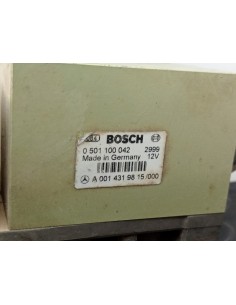 BOSCH
0 501 100 042 2999
Made in Germany 12V
A 001 431 98 15 /000